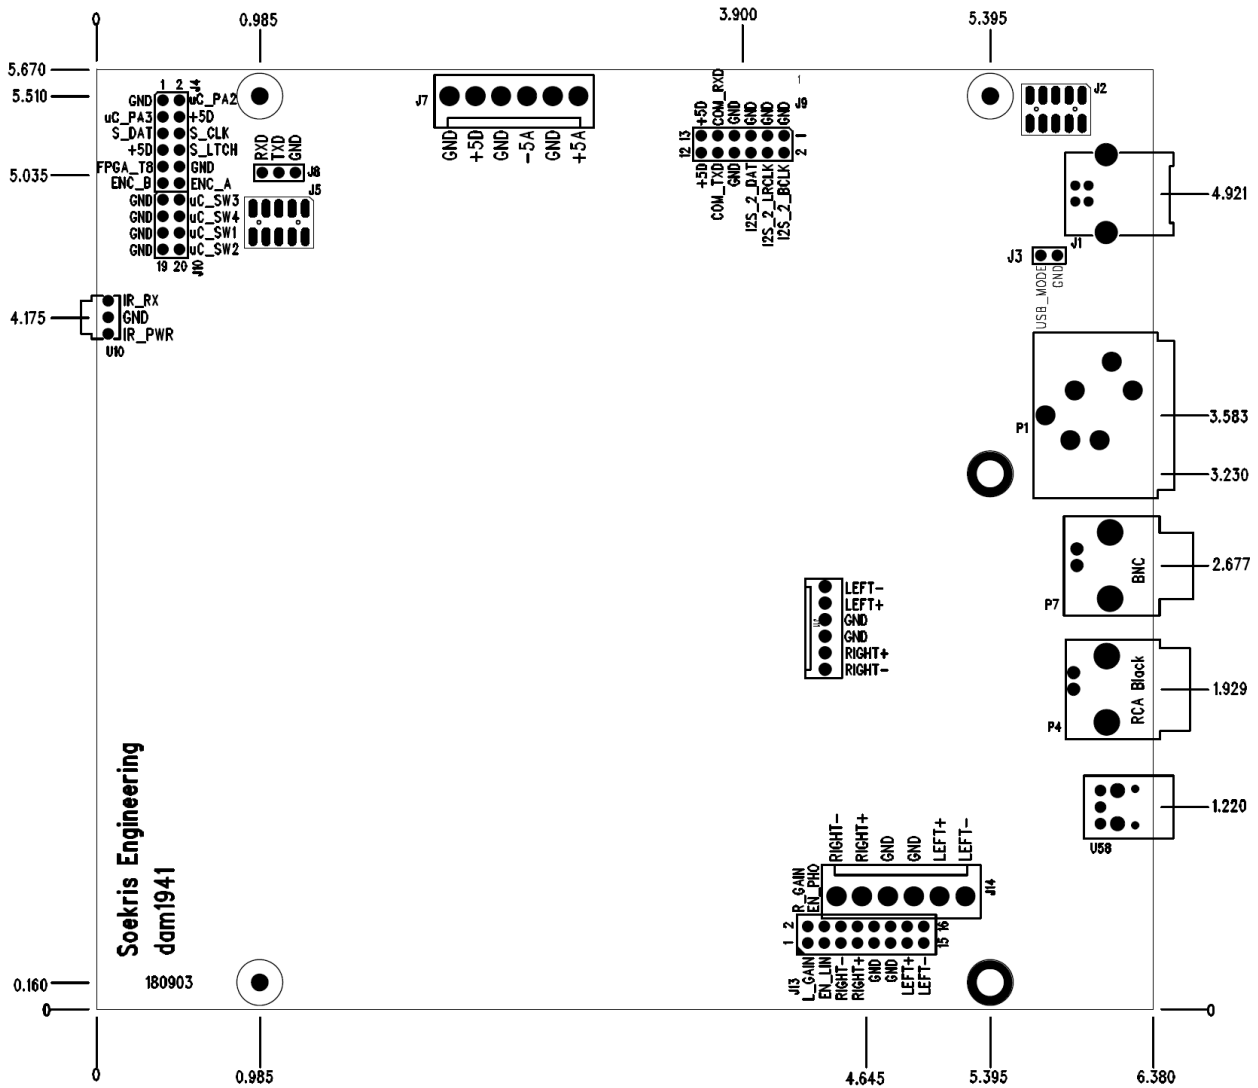 0 0.985 3.900 5.395
5.670
5.510
5.035
4.175
0.160
0
1 2 J4
GND uC_PA2
uC_PA3 +5D
S_DAT S_CLK
+5D S_LTCH
FPGA_T8 GND
ENC_B ENC_A
GND uC_SW3
GND uC_SW4
GND uC_SW1
GND uC_SW2
19 20 J10
RXD
TXD
GND
J8
J5
IR_RX
GND
IR_PWR
U10
J7
GND
+5D
GND
-5A
GND
+5A
1
J9
+5D
COM_RXD
GND
GND
GND
GND
13 1
12 2
+5D
COM_TXD
GND
I2S_2_DAT
I2S_2_LRCLK
I2S_2_BCLK
J2
J1
4.921
J3
USB_MODE
GND
P1
3.583
3.230
BNC
P7
2.677
RCA Black
P4
1.929
U58
1.220
0
LEFT-
LEFT+
GND
GND
RIGHT+
RIGHT-
RIGHT-
RIGHT+
GND
GND
LEFT+
LEFT-
J14
R_GAIN
EN_PHO
2 16
1 15
J13
L_GAIN
EN_LIN
RIGHT-
RIGHT+
GND
GND
LEFT+
LEFT-
Soekris Engineering
dam1941
180903
0 0.985 4.645 5.395 6.380